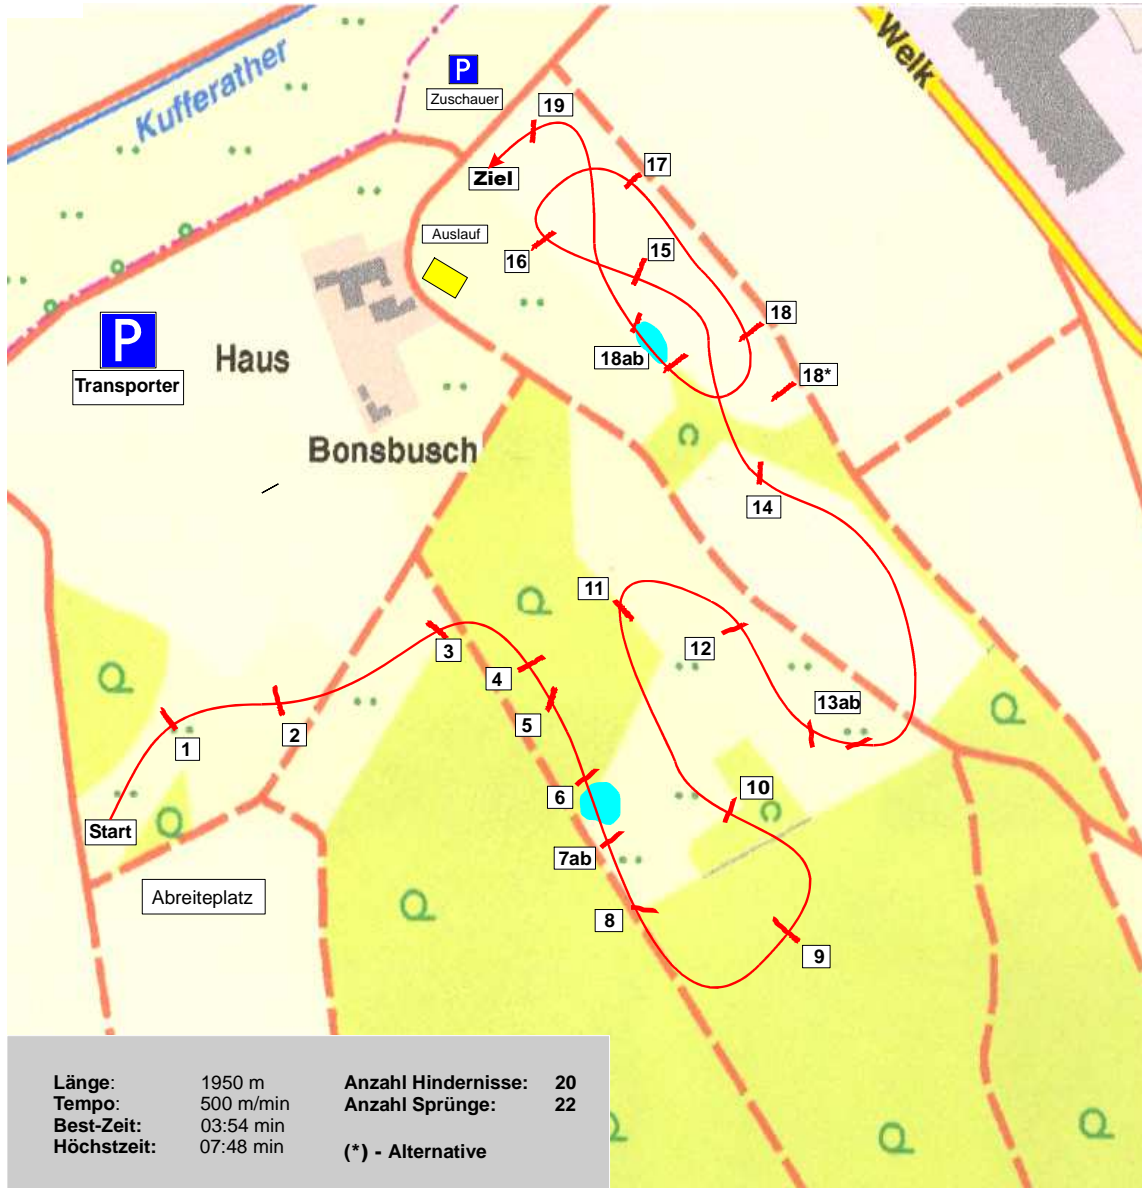 Kufferather
P
Zuschauer
Welk
19
Ziel
17
Auslauf
16
15
P
Transporter
Haus
18
18ab
18*
Bonsbusch
14
11
12
3
4
5
13ab
1
2
6
10
Start
7ab
Abreiteplatz
8
9
Länge: 1950 m Anzahl Hindernisse: 20
Tempo: 500 m/min Anzahl Sprünge: 22
Best-Zeit: 03:54 min
Höchstzeit: 07:48 min (*) - Alternative